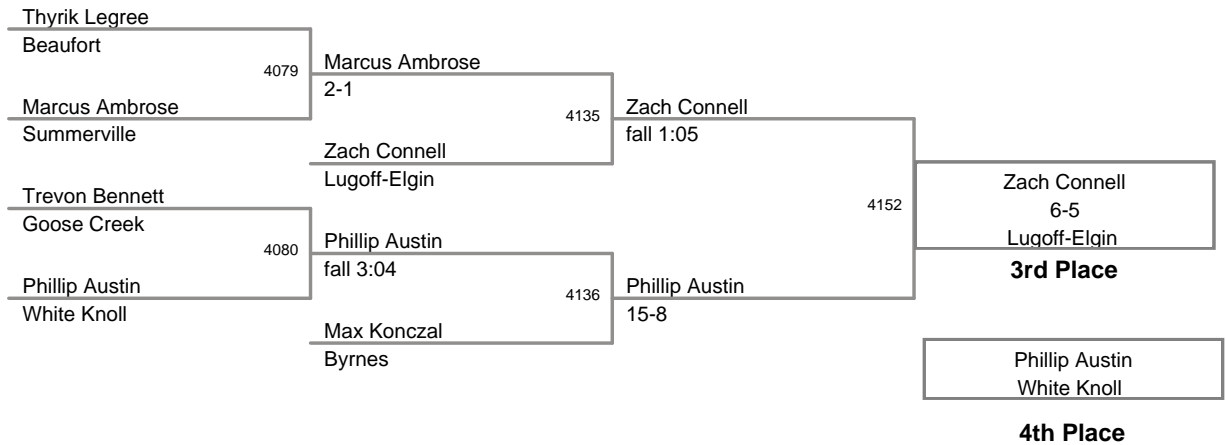 Thyrik Legree
Beaufort
4079
Marcus Ambrose
2-1
Marcus Ambrose
Summerville
4135
Zach Connell
fall 1:05
Zach Connell
Lugoff-Elgin
Trevon Bennett
Goose Creek
4080
Phillip Austin
fall 3:04
Phillip Austin
White Knoll
4136
Phillip Austin
15-8
Max Konczal
Byrnes
4152
Zach Connell
6-5
Lugoff-Elgin
3rd Place
Phillip Austin
White Knoll
4th Place